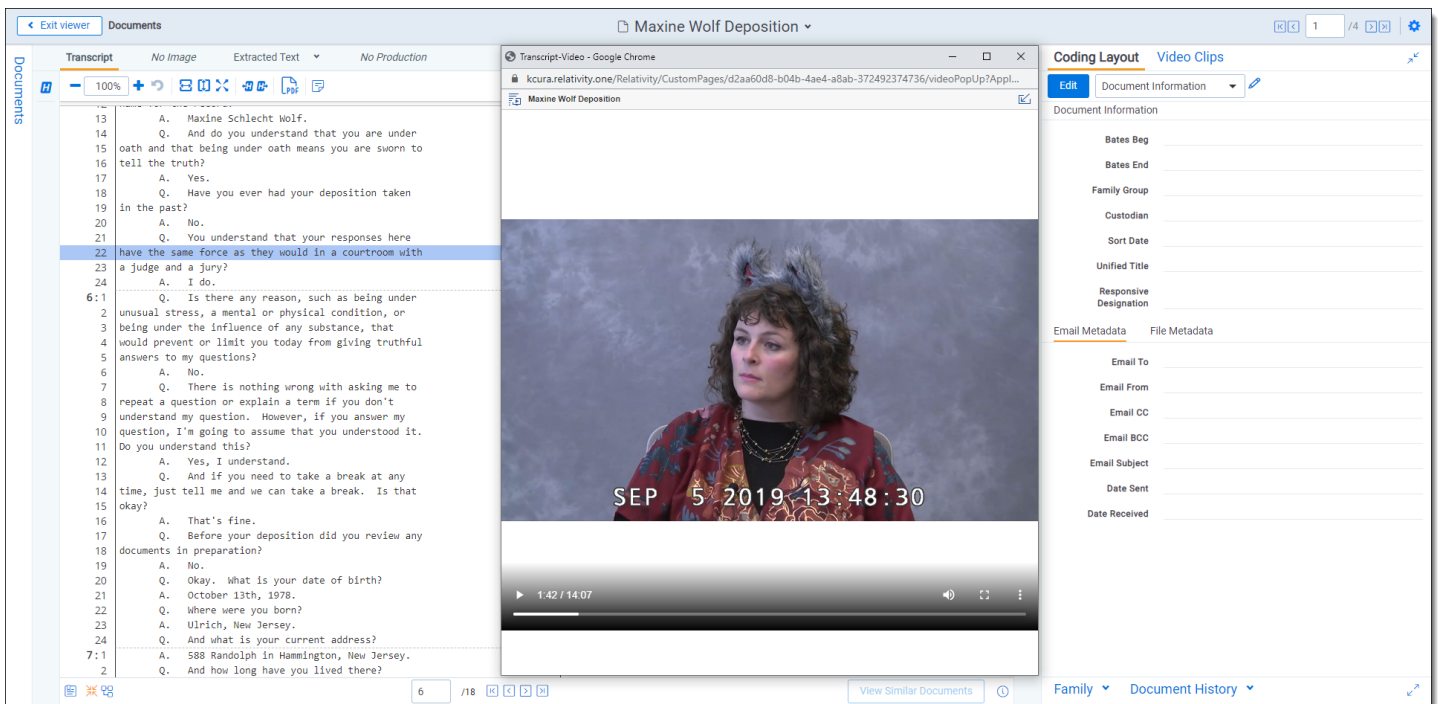 Exit viewer
Documents
Maxine Wolf Deposition
1
/4
Documents
Transcript
No Image
Extracted Text
No Production
100%
PDF
13 A. Maxine Schlecht Wolf.
14 Q. And do you understand that you are under
15 oath and that being under oath means you are sworn to
16 tell the truth?
17 A. Yes.
18 Q. Have you ever had your deposition taken
19 in the past?
20 A. No.
21 Q. You understand that your responses here
22 have the same force as they would in a courtroom with
23 a judge and a jury?
24 A. I do.
6:1 Q. Is there any reason, such as being under
2 unusual stress, a mental or physical condition, or
3 being under the influence of any substance, that
4 would prevent or limit you today from giving truthful
5 answers to my questions?
6 A. No.
7 Q. There is nothing wrong with asking me to
8 repeat a question or explain a term if you don't
9 understand my question. However, if you answer my
10 question, I'm going to assume that you understood it.
11 Do you understand this?
12 A. Yes, I understand.
13 Q. And if you need to take a break at any
14 time, just tell me and we can take a break. Is that
15 okay?
16 A. That's fine.
17 Q. Before your deposition did you review any
18 documents in preparation?
19 A. No.
20 Q. Okay. What is your date of birth?
21 A. October 13th, 1978.
22 Q. Where were you born?
23 A. Ulrich, New Jersey.
24 Q. And what is your current address?
7:1 A. 588 Randolph in Hammington, New Jersey.
2 Q. And how long have you lived there?
6
/18
View Similar Documents
Transcript-Video - Google Chrome
kcura.relativity.one/Relativity/CustomPages/d2aa60d8-b04b-4ae4-a8ab-372492374736/videoPopUp?Appl...
Maxine Wolf Deposition
SEP 5 2019 13:48:30
1:42 / 14:07
Coding Layout
Video Clips
Edit
Document Information
Document Information
Bates Beg
Bates End
Family Group
Custodian
Sort Date
Unified Title
Responsive
Designation
Email Metadata
File Metadata
Email To
Email From
Email CC
Email BCC
Email Subject
Date Sent
Date Received
Family
Document History